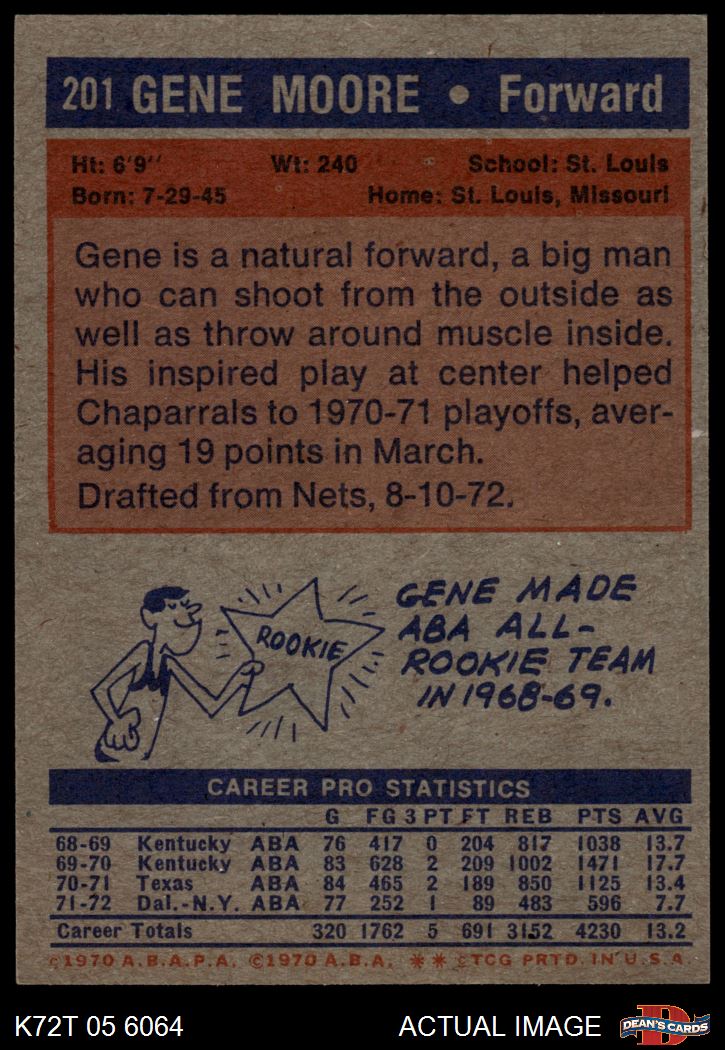 201 GENE MOORE • Forward
Ht: 6'9" Wt: 240 School: St. Louis
Born: 7-29-45 Home: St. Louis, Missouri
Gene is a natural forward, a big man
who can shoot from the outside as
well as throw around muscle inside.
His inspired play at center helped
Chaparrals to 1970-71 playoffs, aver-
aging 19 points in March.
Drafted from Nets, 8-10-72.
ROOKIE
GENE MADE
ABA ALL-
ROOKIE TEAM
IN 1968-69.
CAREER PRO STATISTICS
G FG 3 PT FT REB PTS AVG
68-69 Kentucky ABA 76 417 0 204 817 1038 13.7
69-70 Kentucky ABA 83 628 2 209 1002 1471 17.7
70-71 Texas ABA 84 465 2 189 850 1125 13.4
71-72 Dal.-N.Y. ABA 77 252 1 89 483 596 7.7
Career Totals 320 1762 5 691 3152 4230 13.2
©1970 A.B.A.P.A. ©1970 A.B.A. ** ©TCG PRTD. IN U.S.A.
K72T 05 6064 ACTUAL IMAGE D DEAN'S CARDS